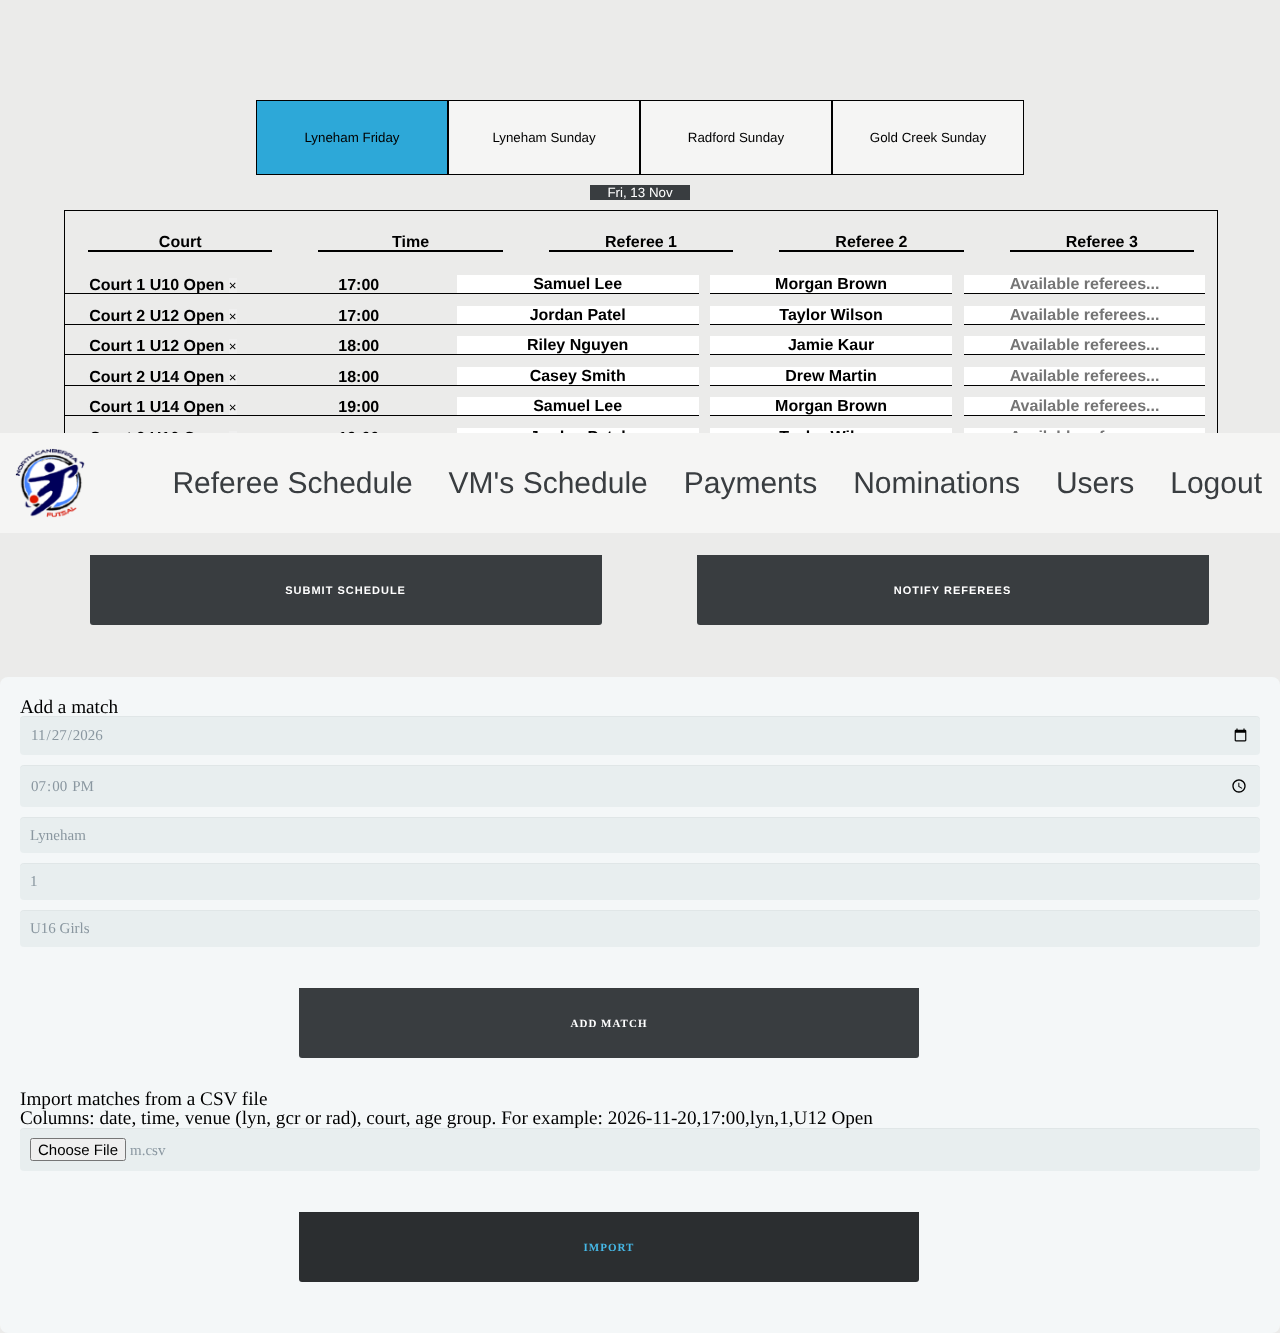 Lyneham Friday Lyneham Sunday Radford Sunday Gold Creek Sunday
Fri, 13 Nov
Court Time Referee 1 Referee 2 Referee 3
Court 1 U10 Open × 17:00 Samuel Lee Morgan Brown Available referees...
Court 2 U12 Open × 17:00 Jordan Patel Taylor Wilson Available referees...
Court 1 U12 Open × 18:00 Riley Nguyen Jamie Kaur Available referees...
Court 2 U14 Open × 18:00 Casey Smith Drew Martin Available referees...
Court 1 U14 Open × 19:00 Samuel Lee Morgan Brown Available referees...
NORTH CANBERRA
FUTSAL
Referee Schedule VM's Schedule Payments Nominations Users Logout
SUBMIT SCHEDULE NOTIFY REFEREES
Add a match
11/27/2026
07:00 PM
Lyneham
1
U16 Girls
ADD MATCH
Import matches from a CSV file
Columns: date, time, venue (lyn, gcr or rad), court, age group. For example: 2026-11-20,17:00,lyn,1,U12 Open
Choose File m.csv
IMPORT